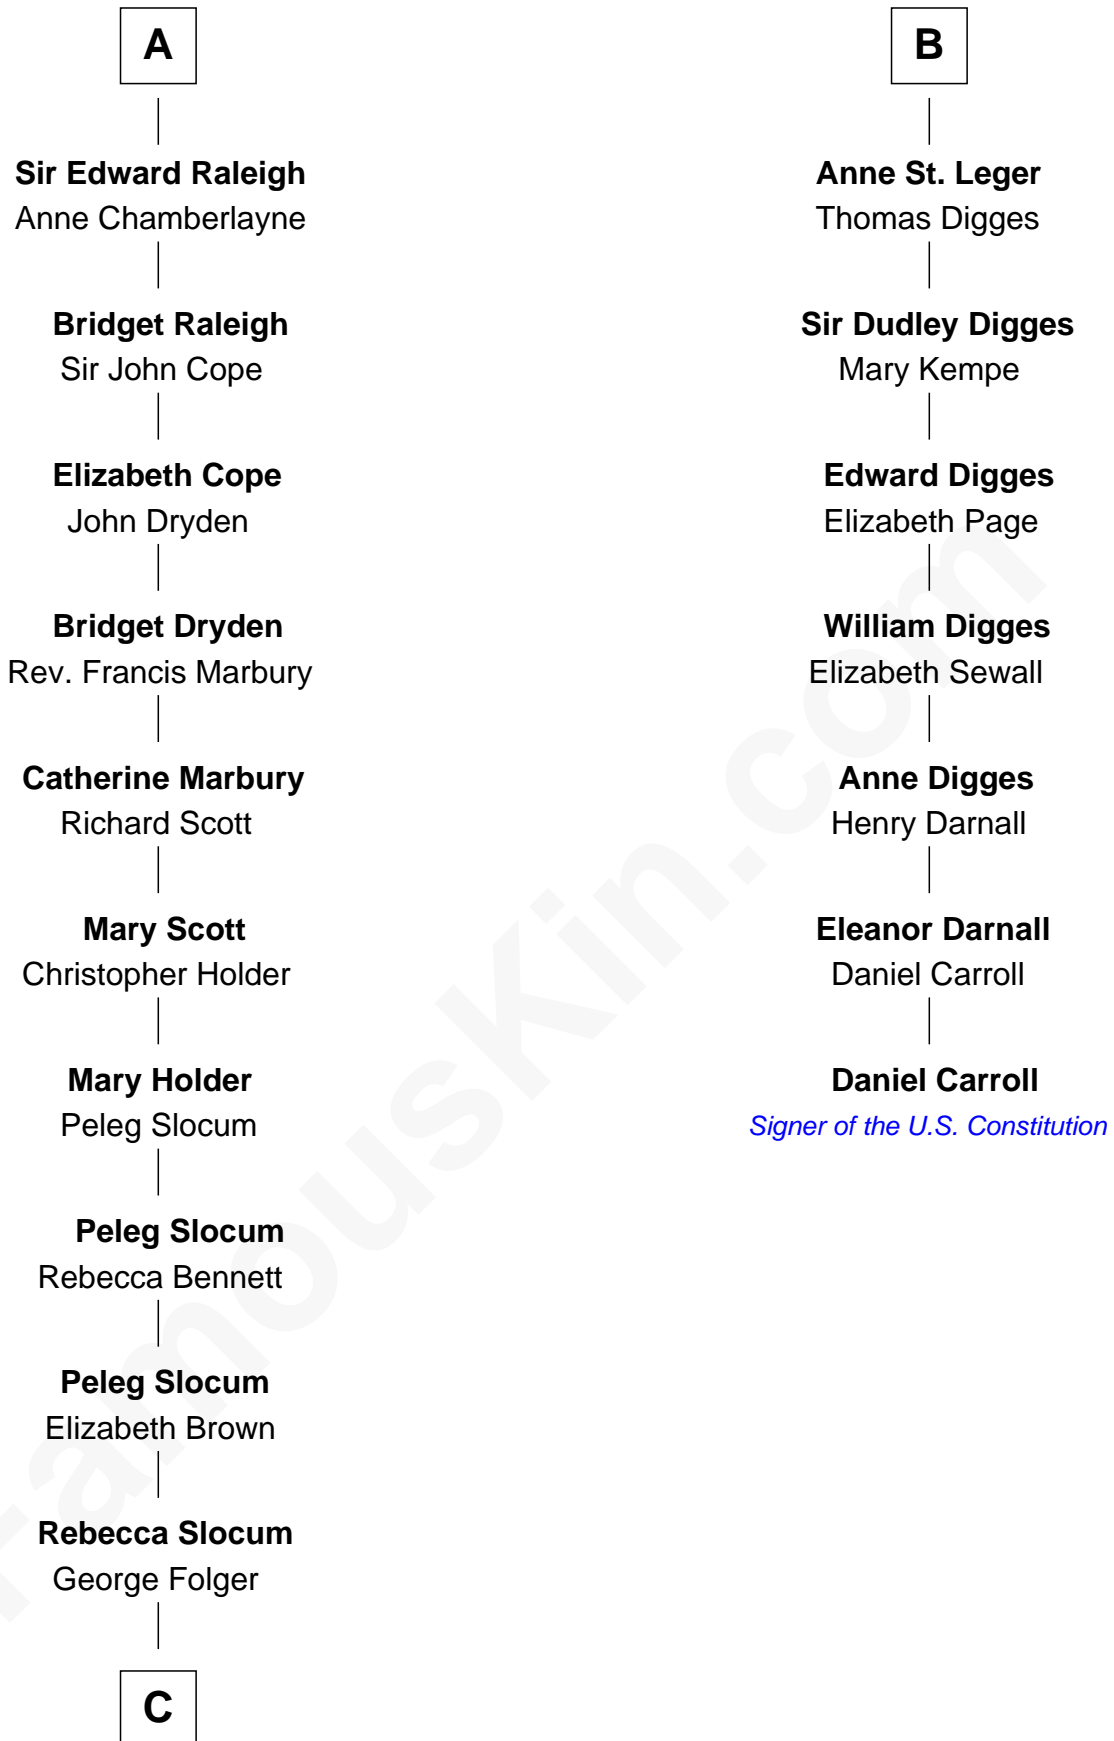 A
Sir Edward Raleigh
Anne Chamberlayne
Bridget Raleigh
Sir John Cope
Elizabeth Cope
John Dryden
Bridget Dryden
Rev. Francis Marbury
Catherine Marbury
Richard Scott
Mary Scott
Christopher Holder
Mary Holder
Peleg Slocum
Peleg Slocum
Rebecca Bennett
Peleg Slocum
Elizabeth Brown
Rebecca Slocum
George Folger
C
B
Anne St. Leger
Thomas Digges
Sir Dudley Digges
Mary Kempe
Edward Digges
Elizabeth Page
William Digges
Elizabeth Sewall
Anne Digges
Henry Darnall
Eleanor Darnall
Daniel Carroll
Daniel Carroll
Signer of the U.S. Constitution
FamousKin.com